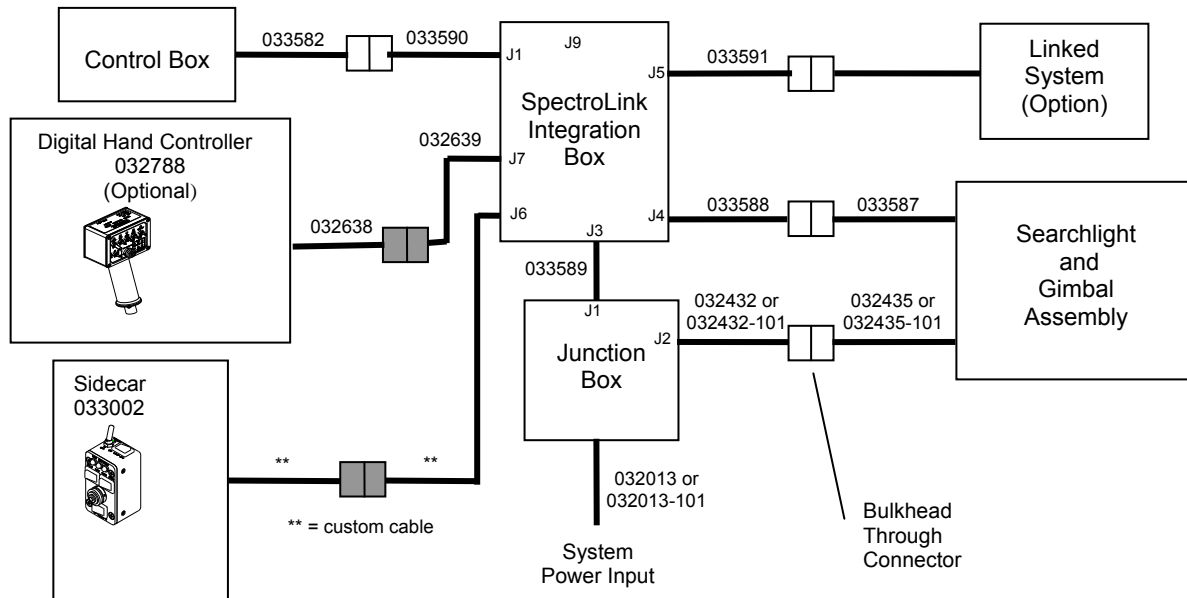 Control Box
033582
033590
J1
J9
J5
SpectroLink
Integration
Box
J7
J6
J4
J3
033591
Linked
System
(Option)
Digital Hand Controller
032788
(Optional)
032638
032639
033588
033587
Searchlight
and
Gimbal
Assembly
033589
J1
J2
Junction
Box
032432 or
032432-101
032435 or
032435-101
Sidecar
033002
**
**
** = custom cable
032013 or
032013-101
System
Power Input
Bulkhead
Through
Connector